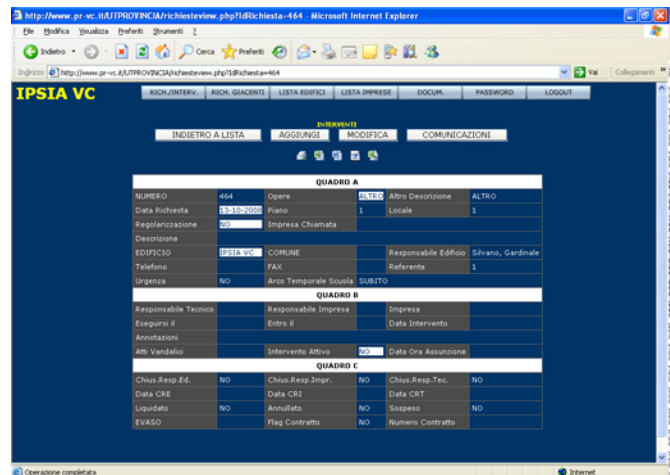 http://www.pr-vc.it/UTPROVINCIA/richiesteview.php?IdRichiesta=464 - Microsoft Internet Explorer
File Modifica Visualizza Preferiti Strumenti ?
Indietro Cerca Preferiti
Indirizzo http://www.pr-vc.it/UTPROVINCIA/richiesteview.php?IdRichiesta=464 Vai Collegamenti »
IPSIA VC RICH./INTERV. RICH. GIACENTI LISTA EDIFICI LISTA IMPRESE DOCUM. PASSWORD LOGOUT
INTERVENTI
INDIETRO A LISTA AGGIUNGI MODIFICA COMUNICAZIONI
QUADRO A
NUMERO 464 Opere ALTRO Altro Descrizione ALTRO
Data Richiesta 13-10-2008 Piano 1 Locale 1
Regolarizzazione NO Impresa Chiamata
Descrizione
EDIFICIO IPSIA VC COMUNE Responsabile Edificio Silvano, Gardinale
Telefono FAX Referente 1
Urgenza NO Arco Temporale Scuola SUBITO
QUADRO B
Responsabile Tecnico Responsabile Impresa Impresa
Eseguirsi il Entro il Data Intervento
Annotazioni
Atti Vandalici Intervento Attivo NO Data Ora Assunzione
QUADRO C
Chius.Resp.Ed. NO Chius.Resp.Impr. NO Chius.Resp.Tec. NO
Data CRE Data CRI Data CRT
Liquidato NO Annullato NO Sospeso NO
EVASO Flag Contratto NO Numero Contratto
Operazione completata Internet